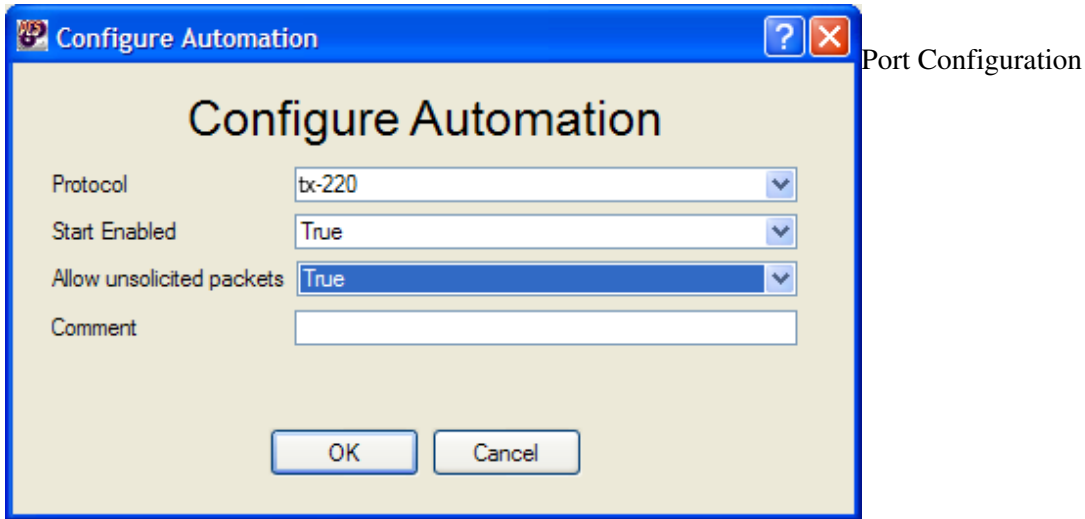 Configure Automation
Port Configuration
Configure Automation
Protocol tx-220
Start Enabled True
Allow unsolicited packets True
Comment
OK Cancel